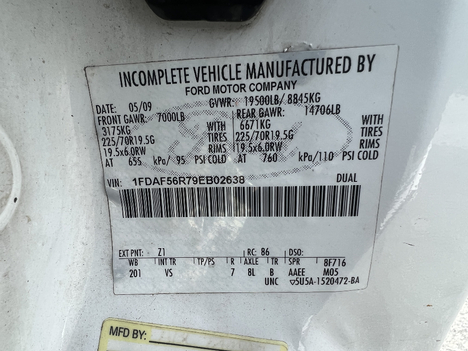 INCOMPLETE VEHICLE MANUFACTURED BY
FORD MOTOR COMPANY
DATE: 05/09 GVWR: 19500LB/ 8845KG
FRONT GAWR: 7000LB REAR GAWR: 14706LB
3175KG 6671KG
225/70R19.5G TIRES 225/70R19.5G TIRES
19.5x6.0RW RIMS 19.5x6.0RW RIMS
AT 655 kPa/ 95 PSI COLD AT 760 kPa/110 PSI COLD
VIN: 1FDAF56R79EB02638 DUAL
EXT PNT: Z1 RC: 86 DSO:
WB INT TR TP/PS R AXLE TR SPR 8F716
201 VS 7 8L B AAEE M05
UNC ▽5U5A-1520472-BA
MFD BY: